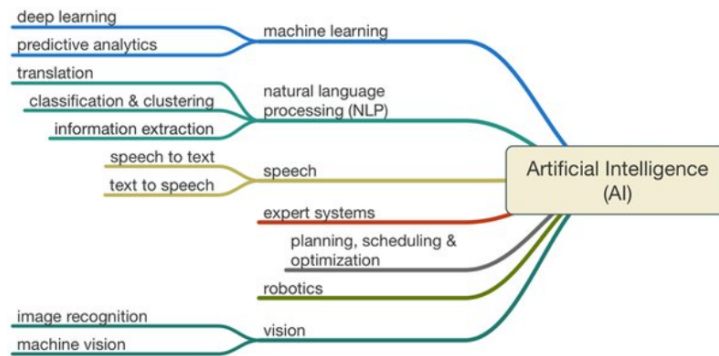 deep learning
predictive analytics
machine learning
translation
classification & clustering
information extraction
natural language
processing (NLP)
speech to text
text to speech
speech
expert systems
planning, scheduling &
optimization
robotics
image recognition
machine vision
vision
Artificial Intelligence
(AI)